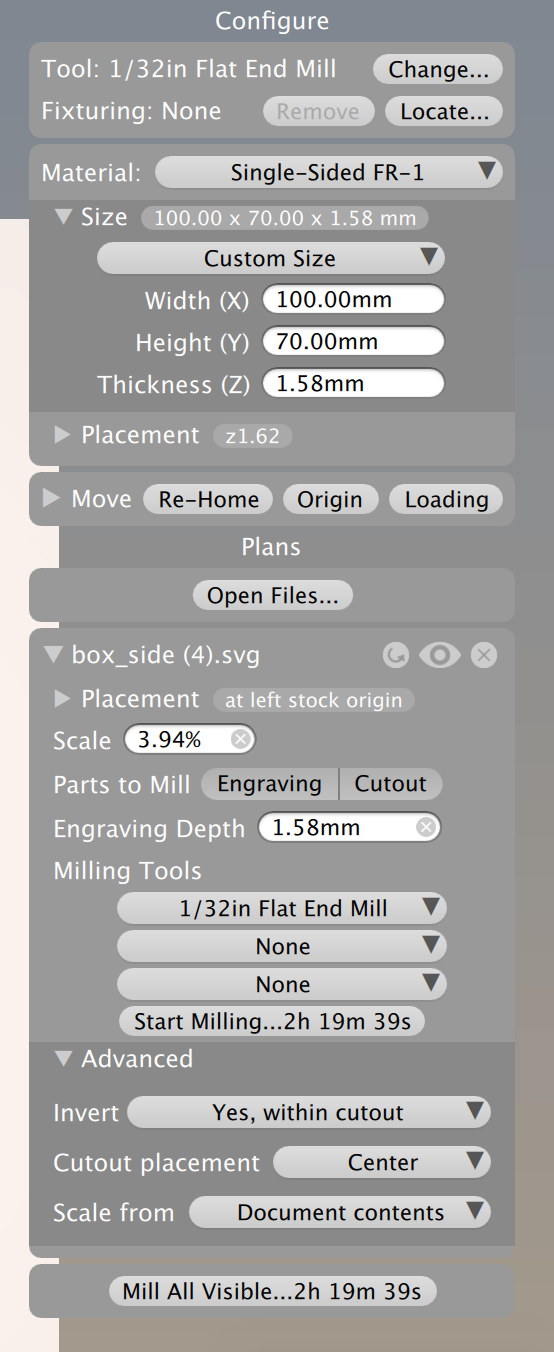 Configure
Tool: 1/32in Flat End Mill Change...
Fixturing: None Remove Locate...
Material: Single-Sided FR-1
Size 100.00 x 70.00 x 1.58 mm
Custom Size
Width (X) 100.00mm
Height (Y) 70.00mm
Thickness (Z) 1.58mm
Placement z1.62
Move Re-Home Origin Loading
Plans
Open Files...
box_side (4).svg
Placement at left stock origin
Scale 3.94%
Parts to Mill Engraving Cutout
Engraving Depth 1.58mm
Milling Tools
1/32in Flat End Mill
None
None
Start Milling...2h 19m 39s
Advanced
Invert Yes, within cutout
Cutout placement Center
Scale from Document contents
Mill All Visible...2h 19m 39s